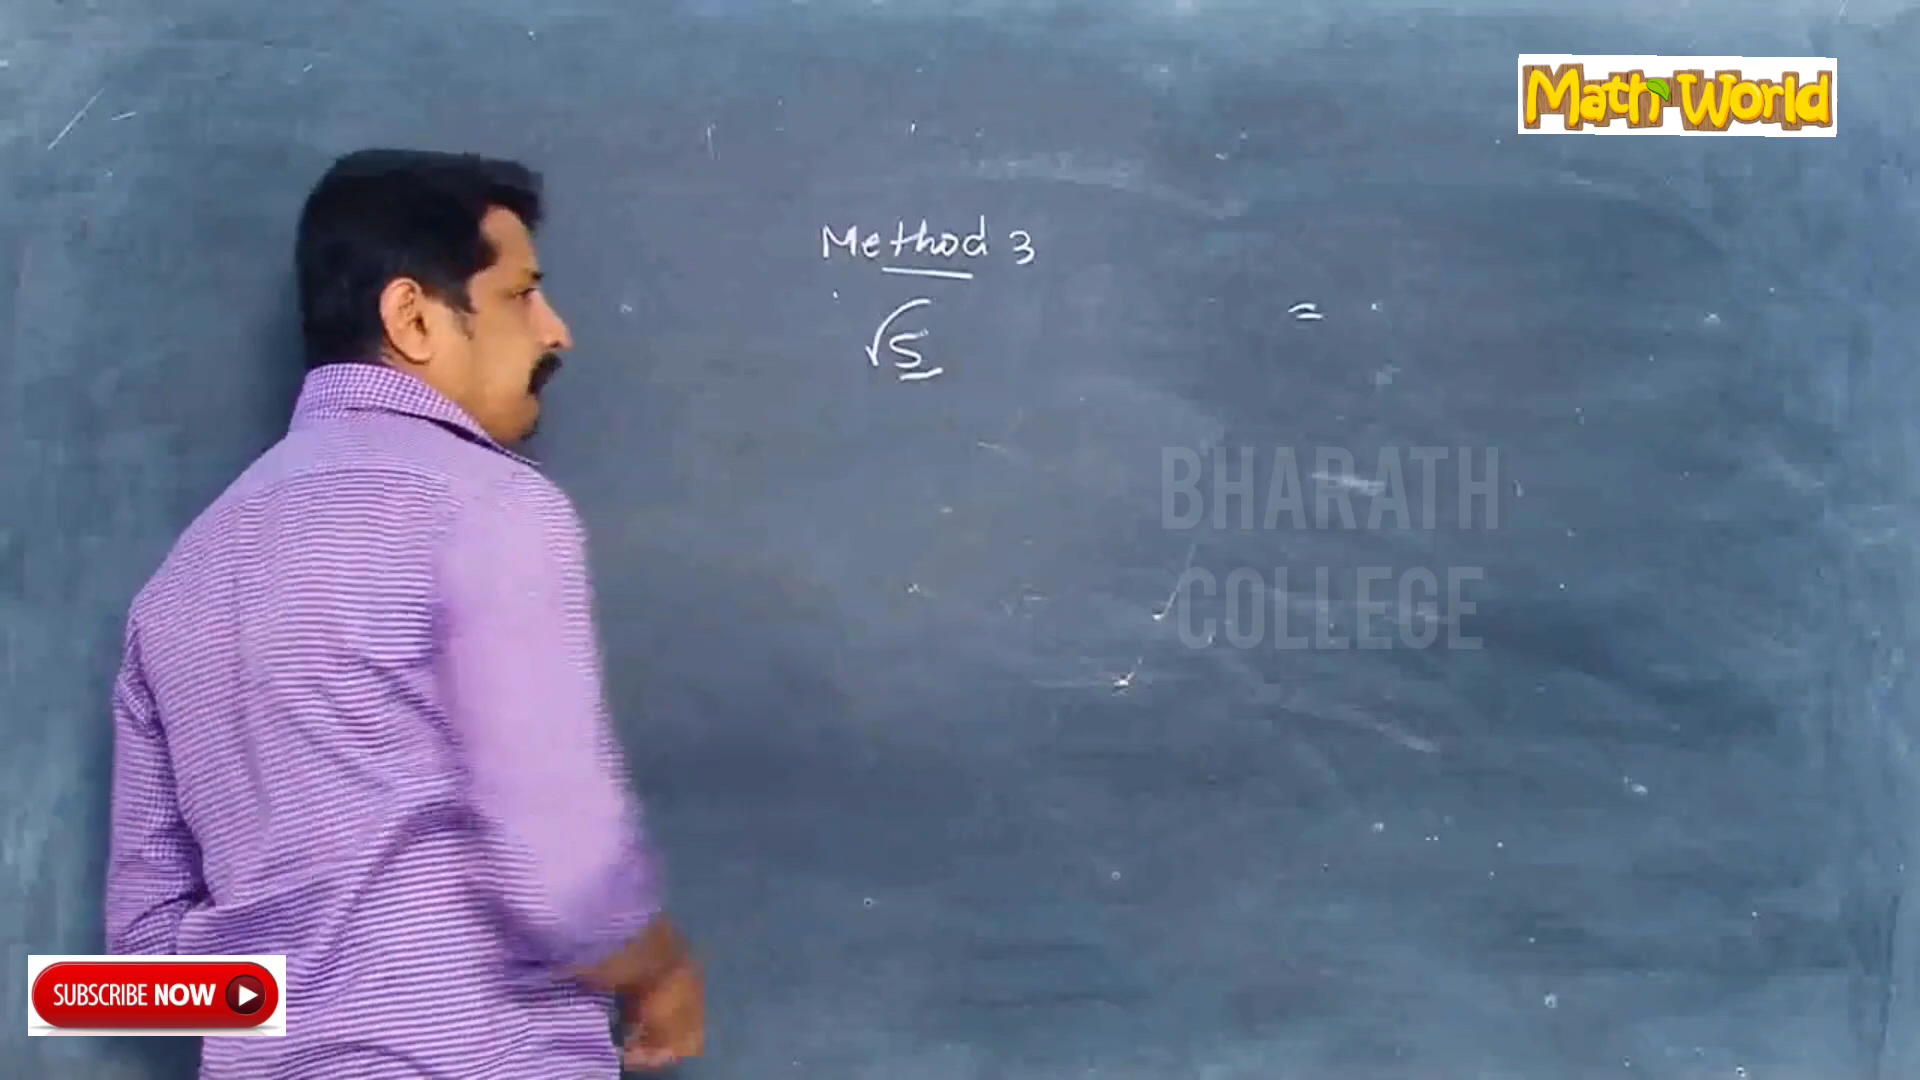 Math World
Method 3
√5 =
BHARATH
COLLEGE
SUBSCRIBE NOW